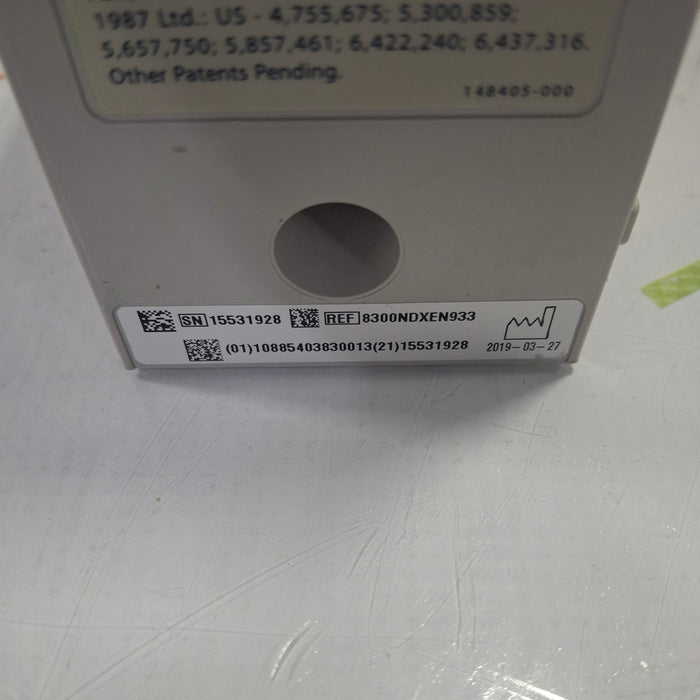 1987 Ltd.: US - 4,755,675; 5,300,859;
5,657,750; 5,857,461; 6,422,240; 6,437,316.
Other Patents Pending.
148405-000
SN 15531928 REF 8300NDXEN933
(01)10885403830013(21)15531928 2019-03-27